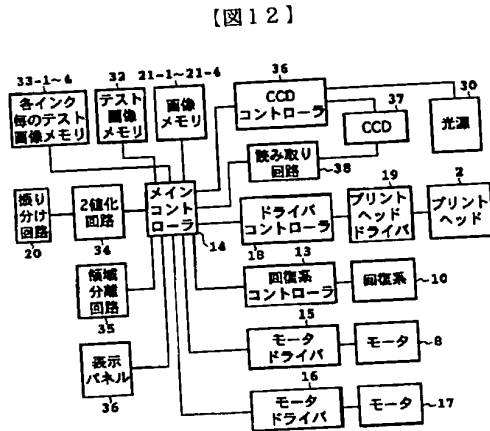 【図12】
33-1~4
32
21-1~21-4
36
各インク
毎のテスト
画像メモリ
テスト
画像
メモリ
画像
メモリ
CCD
コントローラ
30
光源
37
CCD
読み取り
回路
38
振り
分け
回路
20
2値化
回路
34
メイン
コント
ローラ
14
ドライバ
コントローラ
18
19
プリント
ヘッド
ドライバ
2
プリント
ヘッド
領域
分離
回路
35
13
回復系
コントローラ
回復系
10
15
モータ
ドライバ
モータ
8
表示
パネル
36
16
モータ
ドライバ
モータ
17